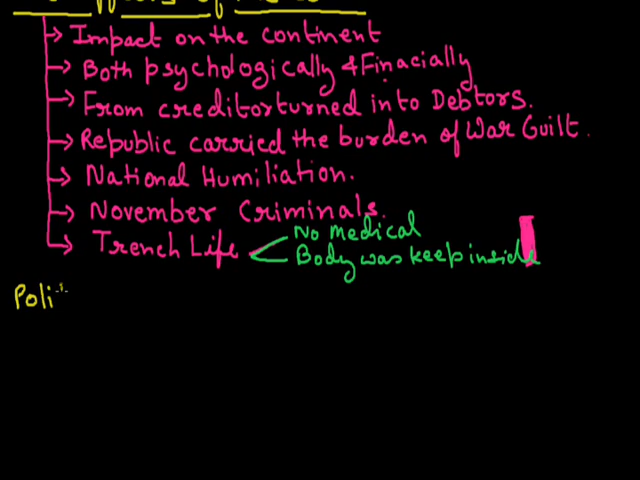 → Impact on the continent
→ Both psychologically & Finacially
→ From creditor turned into Debtors.
→ Republic carried the burden of War Guilt.
→ National Humiliation.
→ November Criminals.
→ Trench Life
No medical
Body was keep inside
Poli